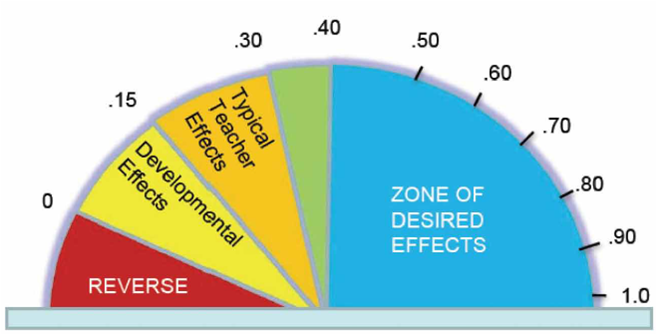 0
.15
.30
.40
.50
.60
.70
.80
.90
1.0
REVERSE
Developmental
Effects
Typical
Teacher
Effects
ZONE OF
DESIRED
EFFECTS